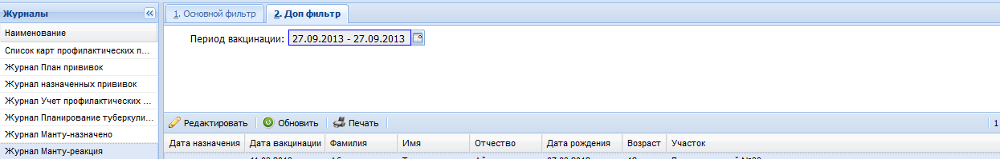 Журналы
Наименование
Список карт профилактических п...
Журнал План прививок
Журнал назначенных прививок
Журнал Учет профилактических ...
Журнал Планирование туберкули...
Журнал Манту-назначено
Журнал Манту-реакция
1. Основной фильтр
2. Доп фильтр
Период вакцинации: 27.09.2013 - 27.09.2013
Редактировать Обновить Печать 1
Дата назначения Дата вакцинации Фамилия Имя Отчество Дата рождения Возраст Участок